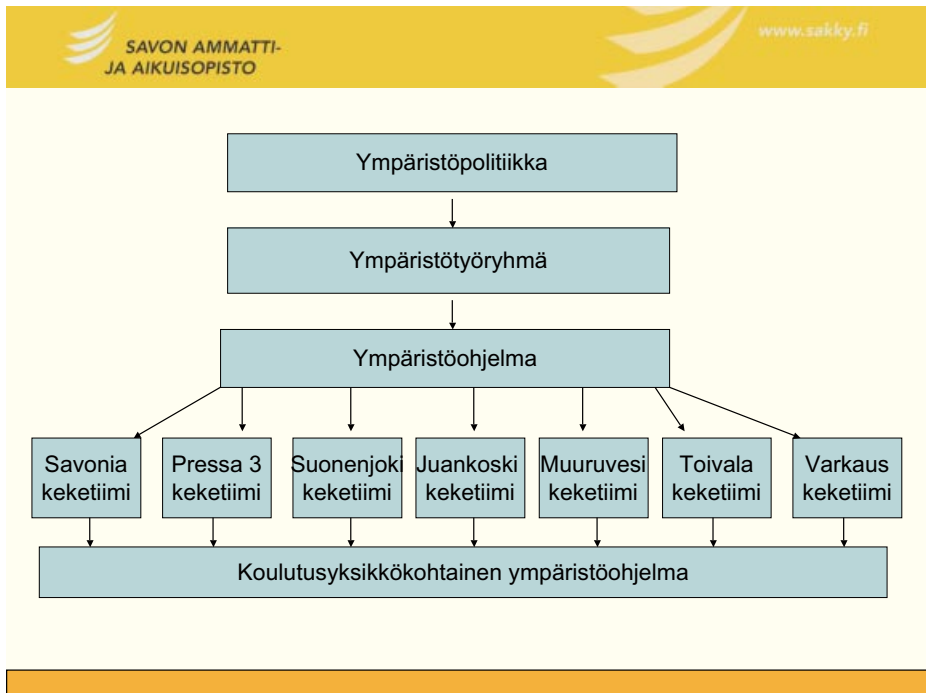 SAVON AMMATTI-
JA AIKUISOPISTO
www.sakky.fi
Ympäristöpolitiikka
Ympäristötyöryhmä
Ympäristöohjelma
Savonia
keketiimi
Pressa 3
keketiimi
Suonenjoki
keketiimi
Juankoski
keketiimi
Muuruvesi
keketiimi
Toivala
keketiimi
Varkaus
keketiimi
Koulutusyksikkökohtainen ympäristöohjelma